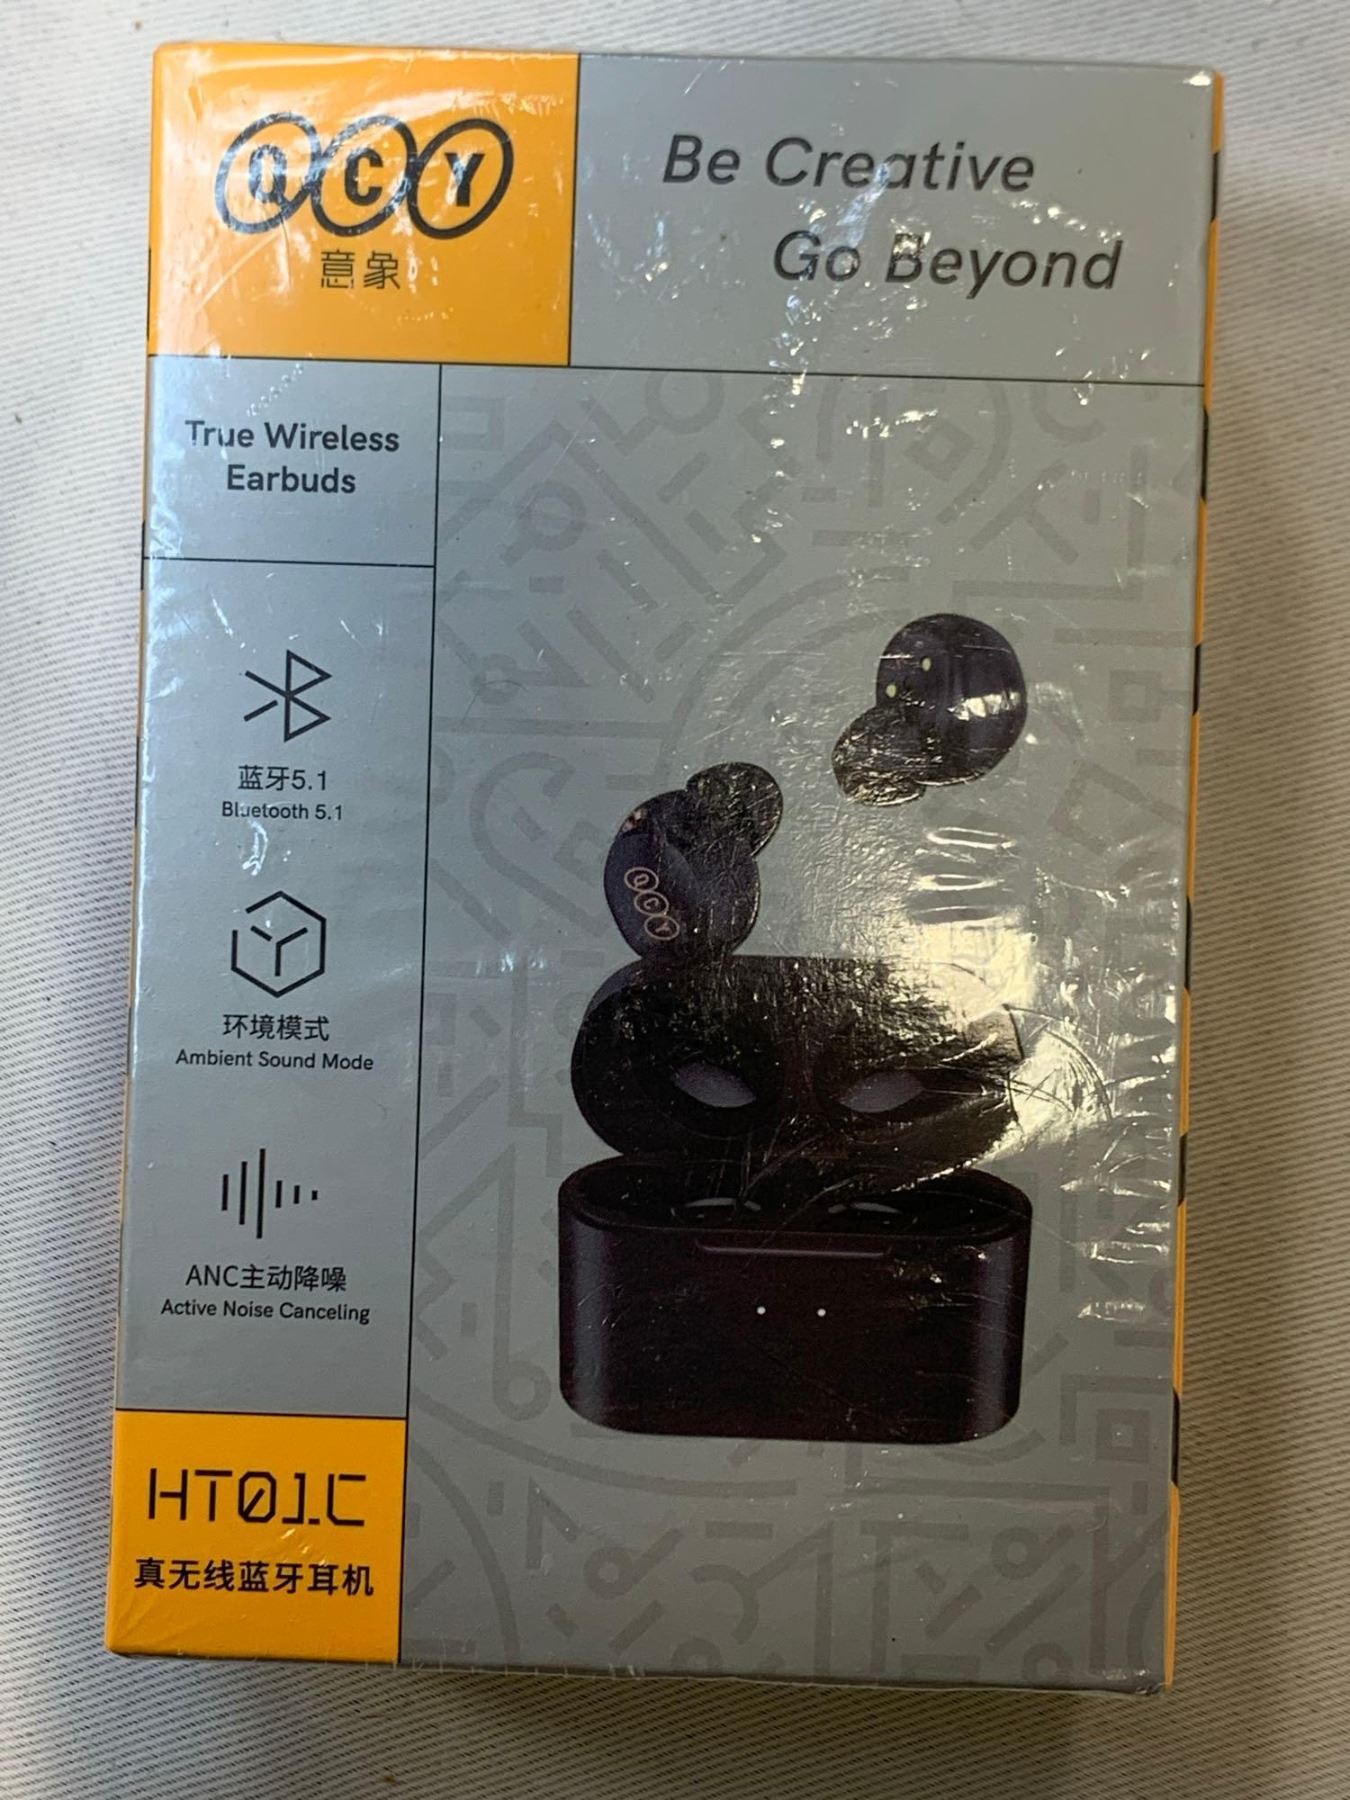 QCY
意象
Be Creative
Go Beyond
True Wireless
Earbuds
蓝牙5.1
Bluetooth 5.1
环境模式
Ambient Sound Mode
ANC主动降噪
Active Noise Canceling
HT01.C
真无线蓝牙耳机
QCY